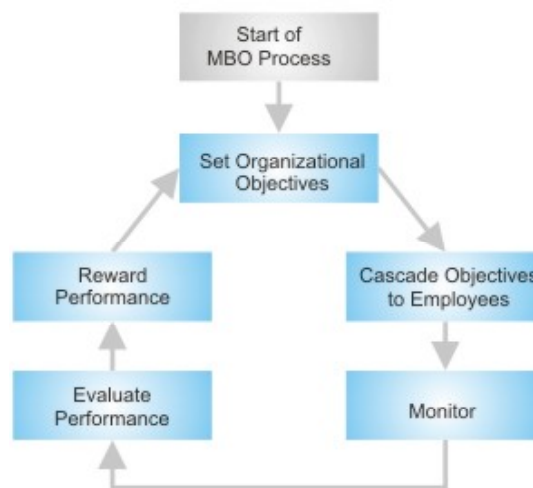 Start of
MBO Process
Set Organizational
Objectives
Reward
Performance
Cascade Objectives
to Employees
Evaluate
Performance
Monitor